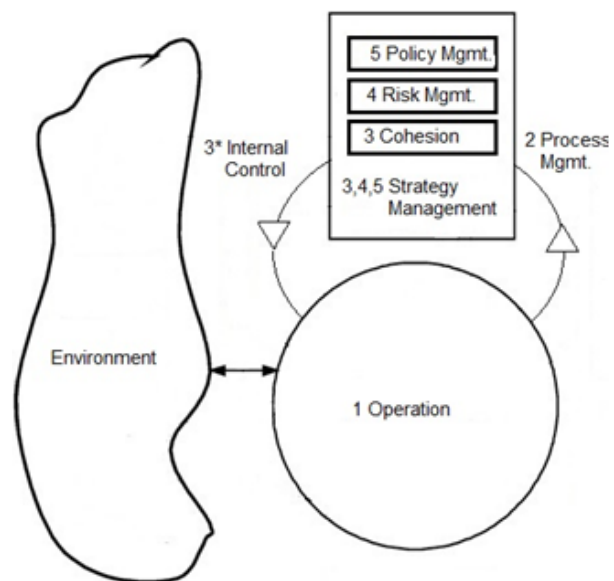 5 Policy Mgmt.
4 Risk Mgmt.
3 Cohesion
3,4,5 Strategy
Management
3* Internal
Control
2 Process
Mgmt.
Environment
1 Operation